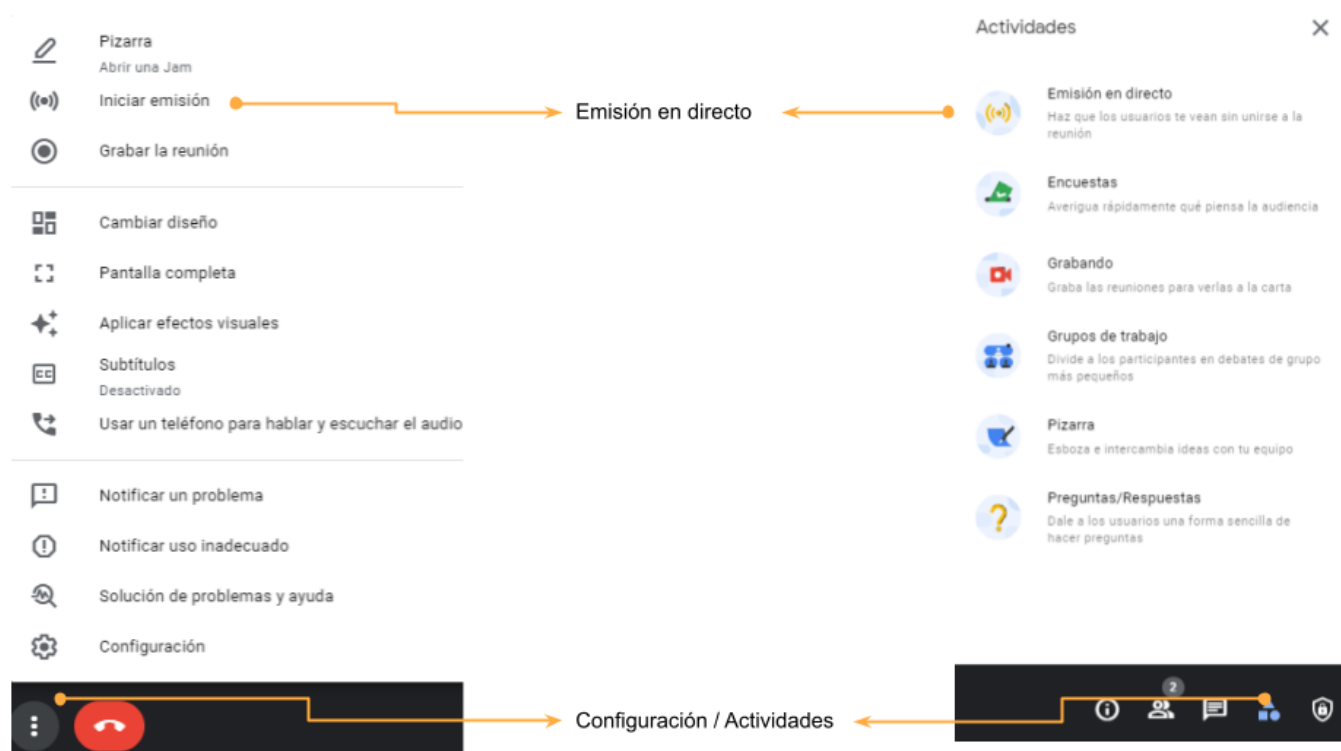 Pizarra
Abrir una Jam
Iniciar emisión
Grabar la reunión
Cambiar diseño
Pantalla completa
Aplicar efectos visuales
CC
Subtítulos
Desactivado
Usar un teléfono para hablar y escuchar el audio
Notificar un problema
Notificar uso inadecuado
Solución de problemas y ayuda
Configuración
Emisión en directo
Configuración / Actividades
Actividades
Emisión en directo
Haz que los usuarios te vean sin unirse a la
reunión
Encuestas
Averigua rápidamente qué piensa la audiencia
Grabando
Graba las reuniones para verlas a la carta
Grupos de trabajo
Divide a los participantes en debates de grupo
más pequeños
Pizarra
Esboza e intercambia ideas con tu equipo
Preguntas/Respuestas
Dale a los usuarios una forma sencilla de
hacer preguntas
2